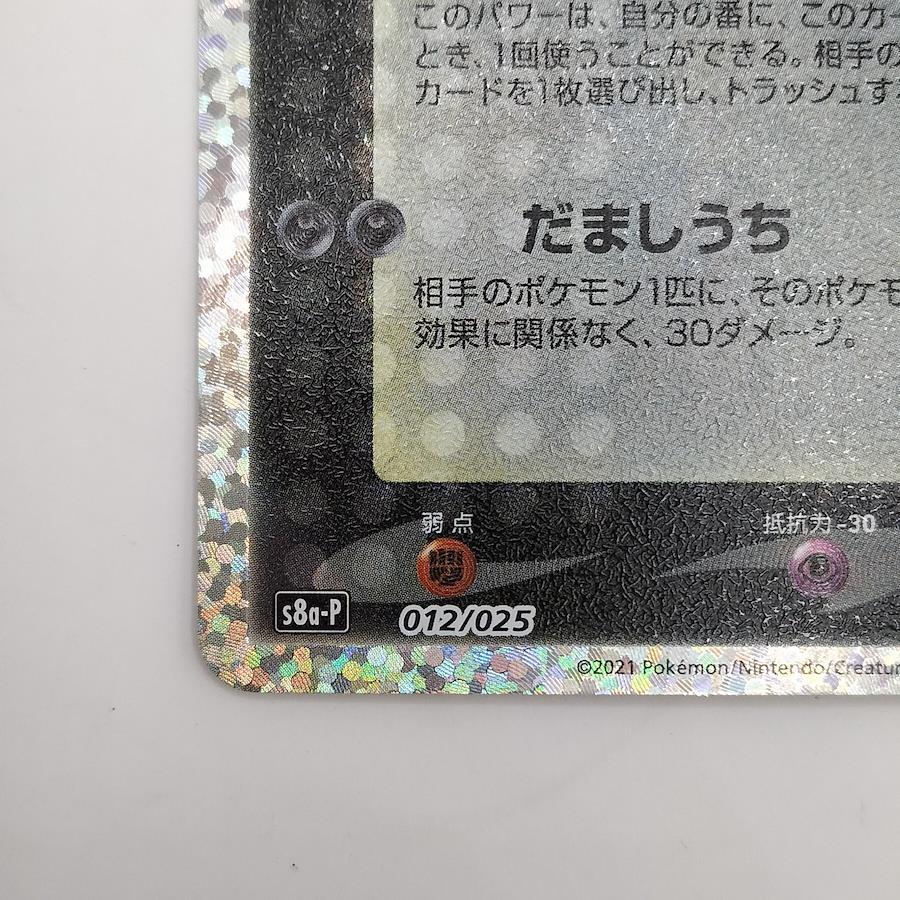 このパワーは、自分の番に、このカー
とき、1回使うことができる。相手の
カードを1枚選び出し、トラッシュす
だましうち
相手のポケモン1匹に、そのポケモ
効果に関係なく、30ダメージ。
弱点
抵抗力 -30
s8a-P
012/025
©2021 Pokémon/Nintendo/Creatur